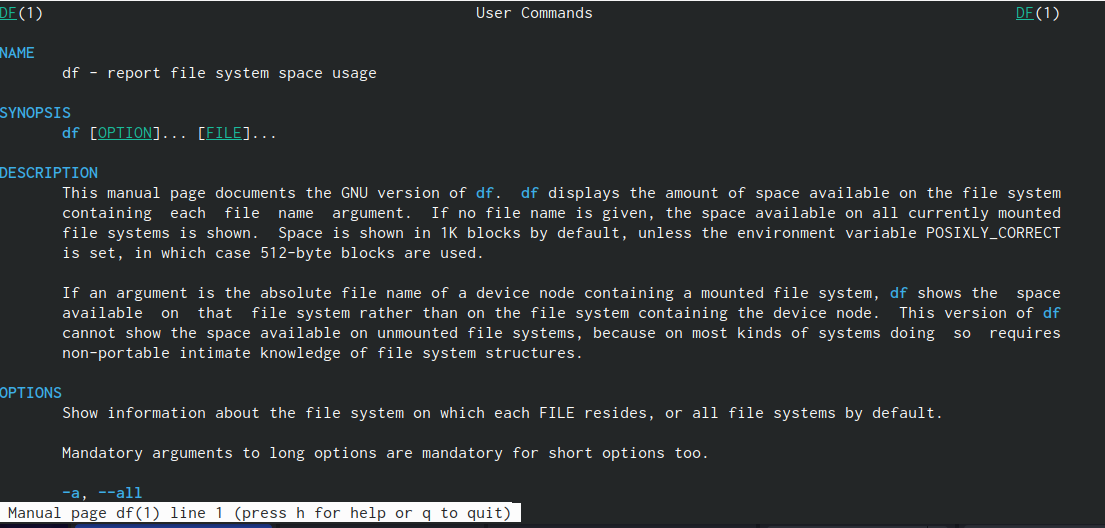 DF(1) User Commands DF(1)
NAME
df - report file system space usage
SYNOPSIS
df [OPTION]... [FILE]...
DESCRIPTION
This manual page documents the GNU version of df. df displays the amount of space available on the file system
containing each file name argument. If no file name is given, the space available on all currently mounted
file systems is shown. Space is shown in 1K blocks by default, unless the environment variable POSIXLY_CORRECT
is set, in which case 512-byte blocks are used.
If an argument is the absolute file name of a device node containing a mounted file system, df shows the space
available on that file system rather than on the file system containing the device node. This version of df
cannot show the space available on unmounted file systems, because on most kinds of systems doing so requires
non-portable intimate knowledge of file system structures.
OPTIONS
Show information about the file system on which each FILE resides, or all file systems by default.
Mandatory arguments to long options are mandatory for short options too.
-a, --all
Manual page df(1) line 1 (press h for help or q to quit)